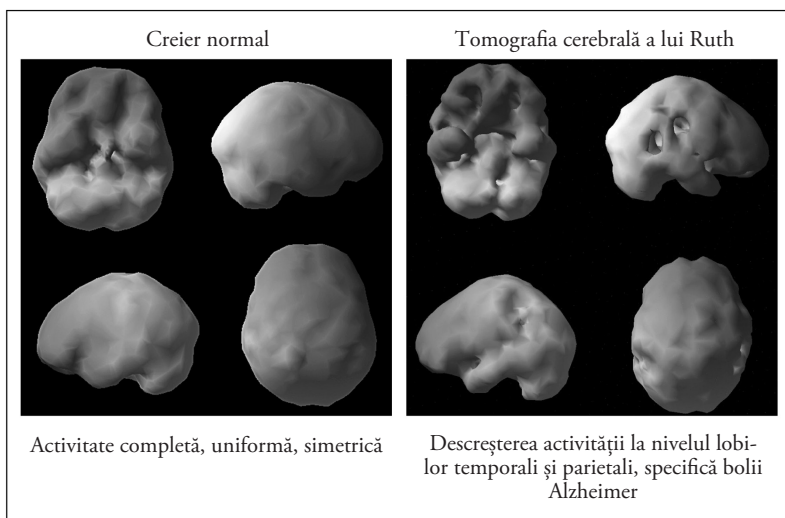 Creier normal
Tomografia cerebrală a lui Ruth
Activitate completă, uniformă, simetrică
Descreșterea activității la nivelul lobi-
lor temporali și parietali, specifică bolii
Alzheimer